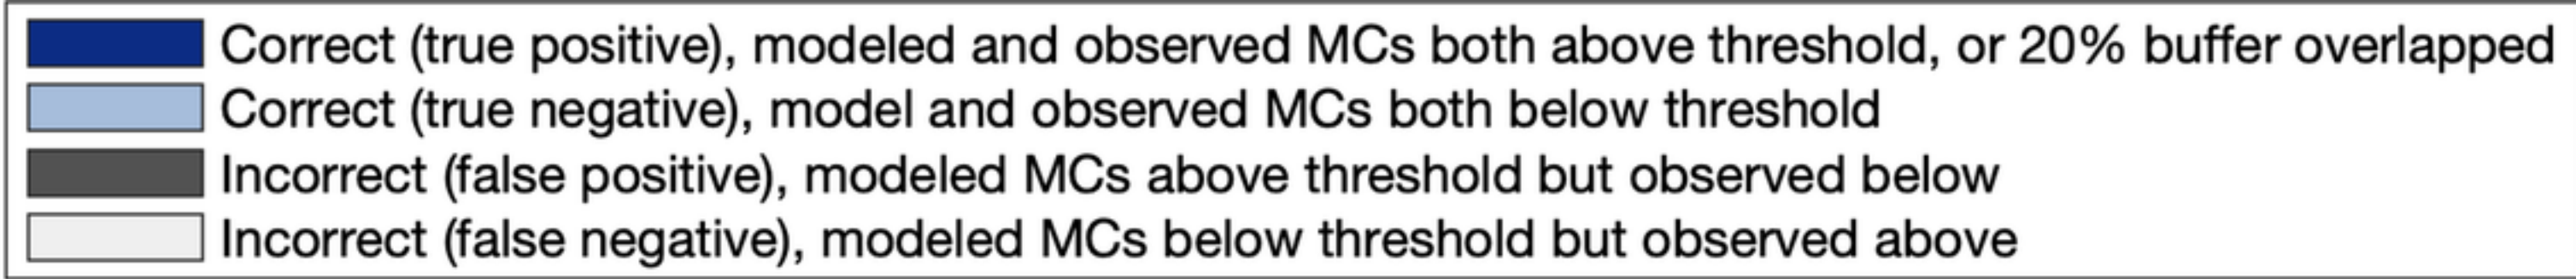 Correct (true positive), modeled and observed MCs both above threshold, or 20% buffer overlapped
Correct (true negative), model and observed MCs both below threshold
Incorrect (false positive), modeled MCs above threshold but observed below
Incorrect (false negative), modeled MCs below threshold but observed above